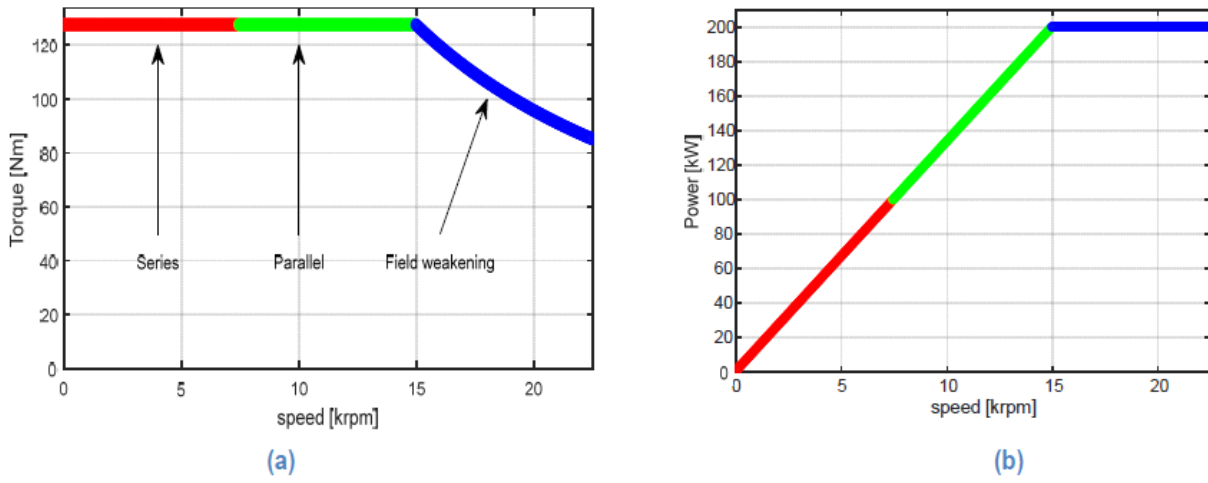 120
100
80
60
40
20
0
Torque [Nm]
Series
Parallel
Field weakening
0 5 10 15 20
speed [krpm]
(a)
200
180
160
140
120
100
80
60
40
20
0
Power [kW]
0 5 10 15 20
speed [krpm]
(b)